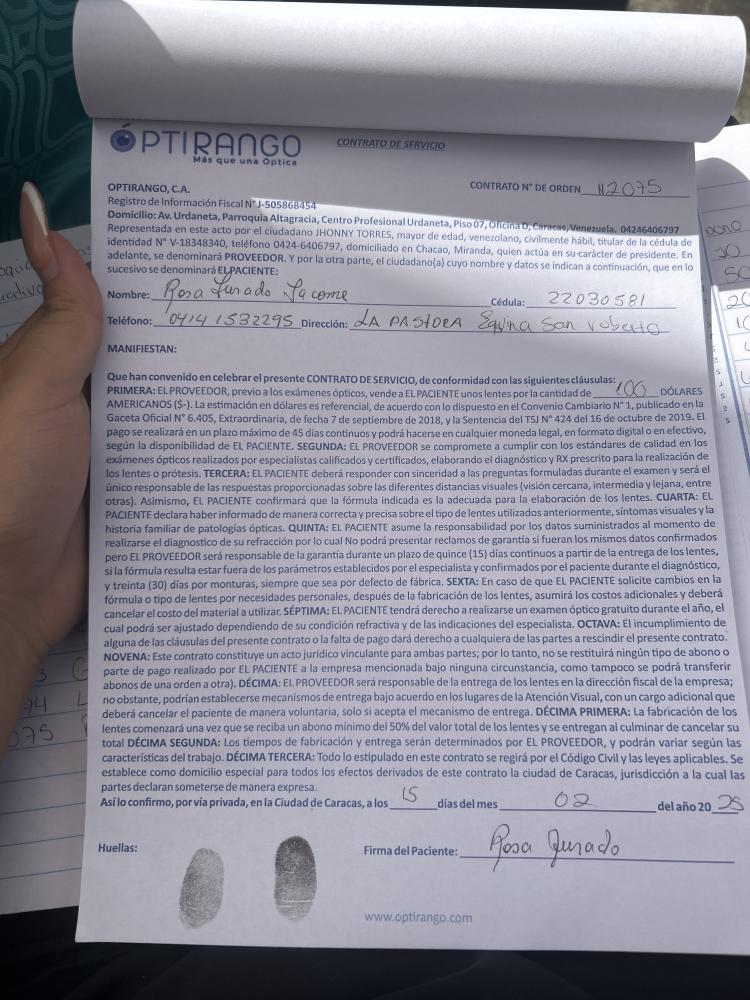 ÓPTIRANGO
Más que una Óptica
CONTRATO DE SERVICIO
OPTIRANGO, C.A.
CONTRATO N° DE ORDEN 112075
Registro de Información Fiscal N° J-505868454
Domicilio: Av. Urdaneta, Parroquia Altagracia, Centro Profesional Urdaneta, Piso 07, Oficina D, Caracas, Venezuela. 04246406797
Representada en este acto por el ciudadano JHONNY TORRES, mayor de edad, venezolano, civilmente hábil, titular de la cédula de
identidad N° V-18348340, teléfono 0424-6406797, domiciliado en Chacao, Miranda, quien actúa en su carácter de presidente. En
adelante, se denominará PROVEEDOR. Y por la otra parte, el ciudadano(a) cuyo nombre y datos se indican a continuación, que en lo
sucesivo se denominará EL PACIENTE:
Nombre: Rosa Jurado Jacome Cédula: 22030581
Teléfono: 04141532295 Dirección: LA PASTORA Eqvina San roberto
MANIFIESTAN:
Que han convenido en celebrar el presente CONTRATO DE SERVICIO, de conformidad con las siguientes cláusulas:
PRIMERA: EL PROVEEDOR, previo a los exámenes ópticos, vende a EL PACIENTE unos lentes por la cantidad de 100 DÓLARES
AMERICANOS ($-). La estimación en dólares es referencial, de acuerdo con lo dispuesto en el Convenio Cambiario N° 1, publicado en la
Gaceta Oficial N° 6.405, Extraordinaria, de fecha 7 de septiembre de 2018, y la Sentencia del TSJ N° 424 del 16 de octubre de 2019. El
pago se realizará en un plazo máximo de 45 días continuos y podrá hacerse en cualquier moneda legal, en formato digital o en efectivo,
según la disponibilidad de EL PACIENTE. SEGUNDA: EL PROVEEDOR se compromete a cumplir con los estándares de calidad en los
exámenes ópticos realizados por especialistas calificados y certificados, elaborando el diagnóstico y RX prescrito para la realización de
los lentes o prótesis. TERCERA: EL PACIENTE deberá responder con sinceridad a las preguntas formuladas durante el examen y será el
único responsable de las respuestas proporcionadas sobre las diferentes distancias visuales (visión cercana, intermedia y lejana, entre
otras). Asimismo, EL PACIENTE confirmará que la fórmula indicada es la adecuada para la elaboración de los lentes. CUARTA: EL
PACIENTE declara haber informado de manera correcta y precisa sobre el tipo de lentes utilizados anteriormente, síntomas visuales y la
historia familiar de patologías ópticas. QUINTA: EL PACIENTE asume la responsabilidad por los datos suministrados al momento de
realizarse el diagnostico de su refracción por lo cual No podrá presentar reclamos de garantía si fueran los mismos datos confirmados
pero EL PROVEEDOR será responsable de la garantía durante un plazo de quince (15) días continuos a partir de la entrega de los lentes,
si la fórmula resulta estar fuera de los parámetros establecidos por el especialista y confirmados por el paciente durante el diagnóstico,
y treinta (30) días por monturas, siempre que sea por defecto de fábrica. SEXTA: En caso de que EL PACIENTE solicite cambios en la
fórmula o tipo de lentes por necesidades personales, después de la fabricación de los lentes, asumirá los costos adicionales y deberá
cancelar el costo del material a utilizar. SÉPTIMA: EL PACIENTE tendrá derecho a realizarse un examen óptico gratuito durante el año, el
cual podrá ser ajustado dependiendo de su condición refractiva y de las indicaciones del especialista. OCTAVA: El incumplimiento de
alguna de las cláusulas del presente contrato o la falta de pago dará derecho a cualquiera de las partes a rescindir el presente contrato.
NOVENA: Este contrato constituye un acto jurídico vinculante para ambas partes; por lo tanto, no se restituirá ningún tipo de abono o
parte de pago realizado por EL PACIENTE a la empresa mencionada bajo ninguna circunstancia, como tampoco se podrá transferir
abonos de una orden a otra). DÉCIMA: EL PROVEEDOR será responsable de la entrega de los lentes en la dirección fiscal de la empresa;
no obstante, podrían establecerse mecanismos de entrega bajo acuerdo en los lugares de la Atención Visual, con un cargo adicional que
deberá cancelar el paciente de manera voluntaria, solo si acepta el mecanismo de entrega. DÉCIMA PRIMERA: La fabricación de los
lentes comenzará una vez que se reciba un abono mínimo del 50% del valor total de los lentes y se entregan al culminar de cancelar su
total DÉCIMA SEGUNDA: Los tiempos de fabricación y entrega serán determinados por EL PROVEEDOR, y podrán variar según las
características del trabajo. DÉCIMA TERCERA: Todo lo estipulado en este contrato se regirá por el Código Civil y las leyes aplicables. Se
establece como domicilio especial para todos los efectos derivados de este contrato la ciudad de Caracas, jurisdicción a la cual las
partes declaran someterse de manera expresa.
Así lo confirmo, por vía privada, en la Ciudad de Caracas, a los 15 días del mes 02 del año 20 25
Huellas:
Firma del Paciente: Rosa Jurado
www.optirango.com